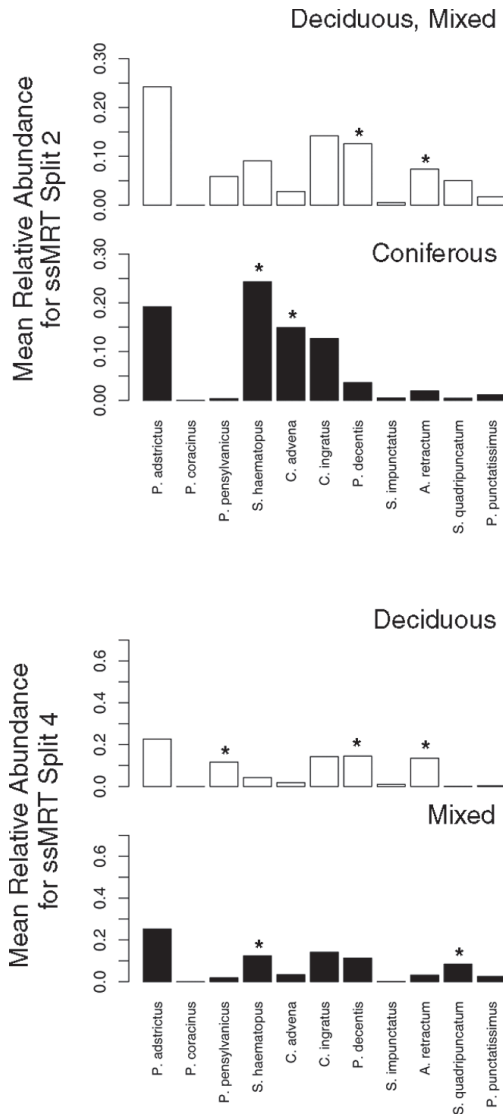 Deciduous, Mixed
Mean Relative Abundance
for ssMRT Split 2
0.30
0.20
0.10
0.00
*
*
Coniferous
0.30
0.20
0.10
0.00
*
*
P. adstrictus
P. coracinus
P. pensylvanicus
S. haematopus
C. advena
C. ingratus
P. decentis
S. impunctatus
A. retractum
S. quadripuncatum
P. punctatissimus
Deciduous
Mean Relative Abundance
for ssMRT Split 4
0.6
0.4
0.2
0.0
*
*
*
Mixed
0.6
0.4
0.2
0.0
*
*
P. adstrictus
P. coracinus
P. pensylvanicus
S. haematopus
C. advena
C. ingratus
P. decentis
S. impunctatus
A. retractum
S. quadripuncatum
P. punctatissimus